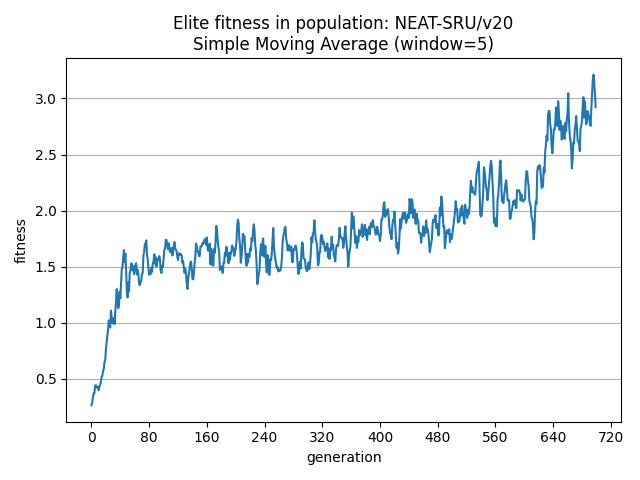 Elite fitness in population: NEAT-SRU/v20
Simple Moving Average (window=5)
3.0
2.5
2.0
1.5
1.0
0.5
fitness
0 80 160 240 320 400 480 560 640 720
generation